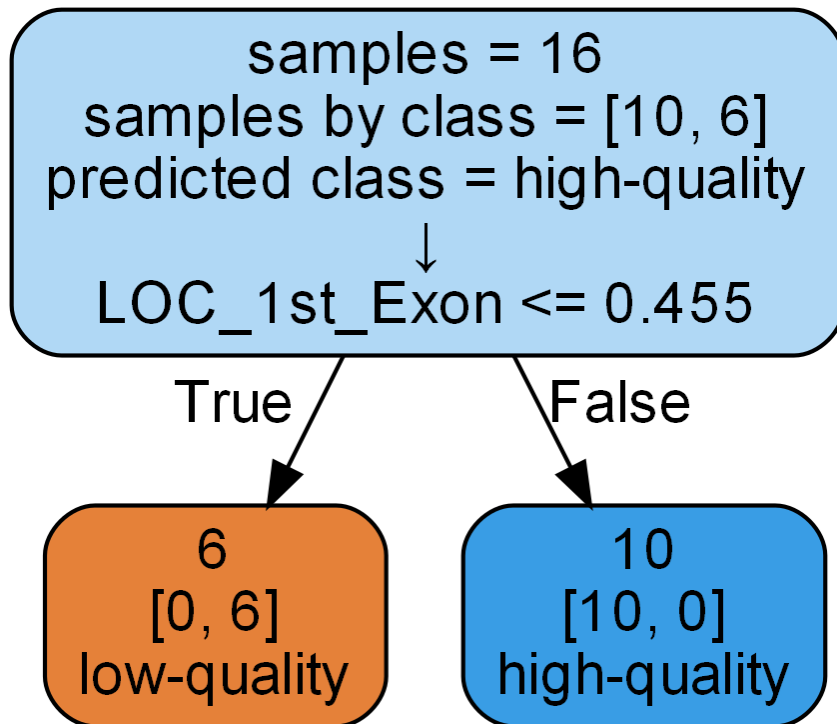 samples = 16
samples by class = [10, 6]
predicted class = high-quality
↓
LOC_1st_Exon <= 0.455
True
False
6
[0, 6]
low-quality
10
[10, 0]
high-quality